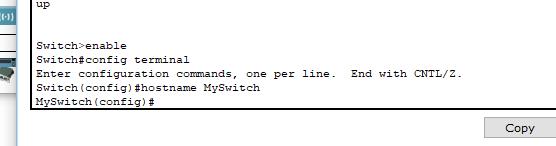 up
Switch>enable
Switch#config terminal
Enter configuration commands, one per line.  End with CNTL/Z.
Switch(config)#hostname MySwitch
MySwitch(config)#
Copy